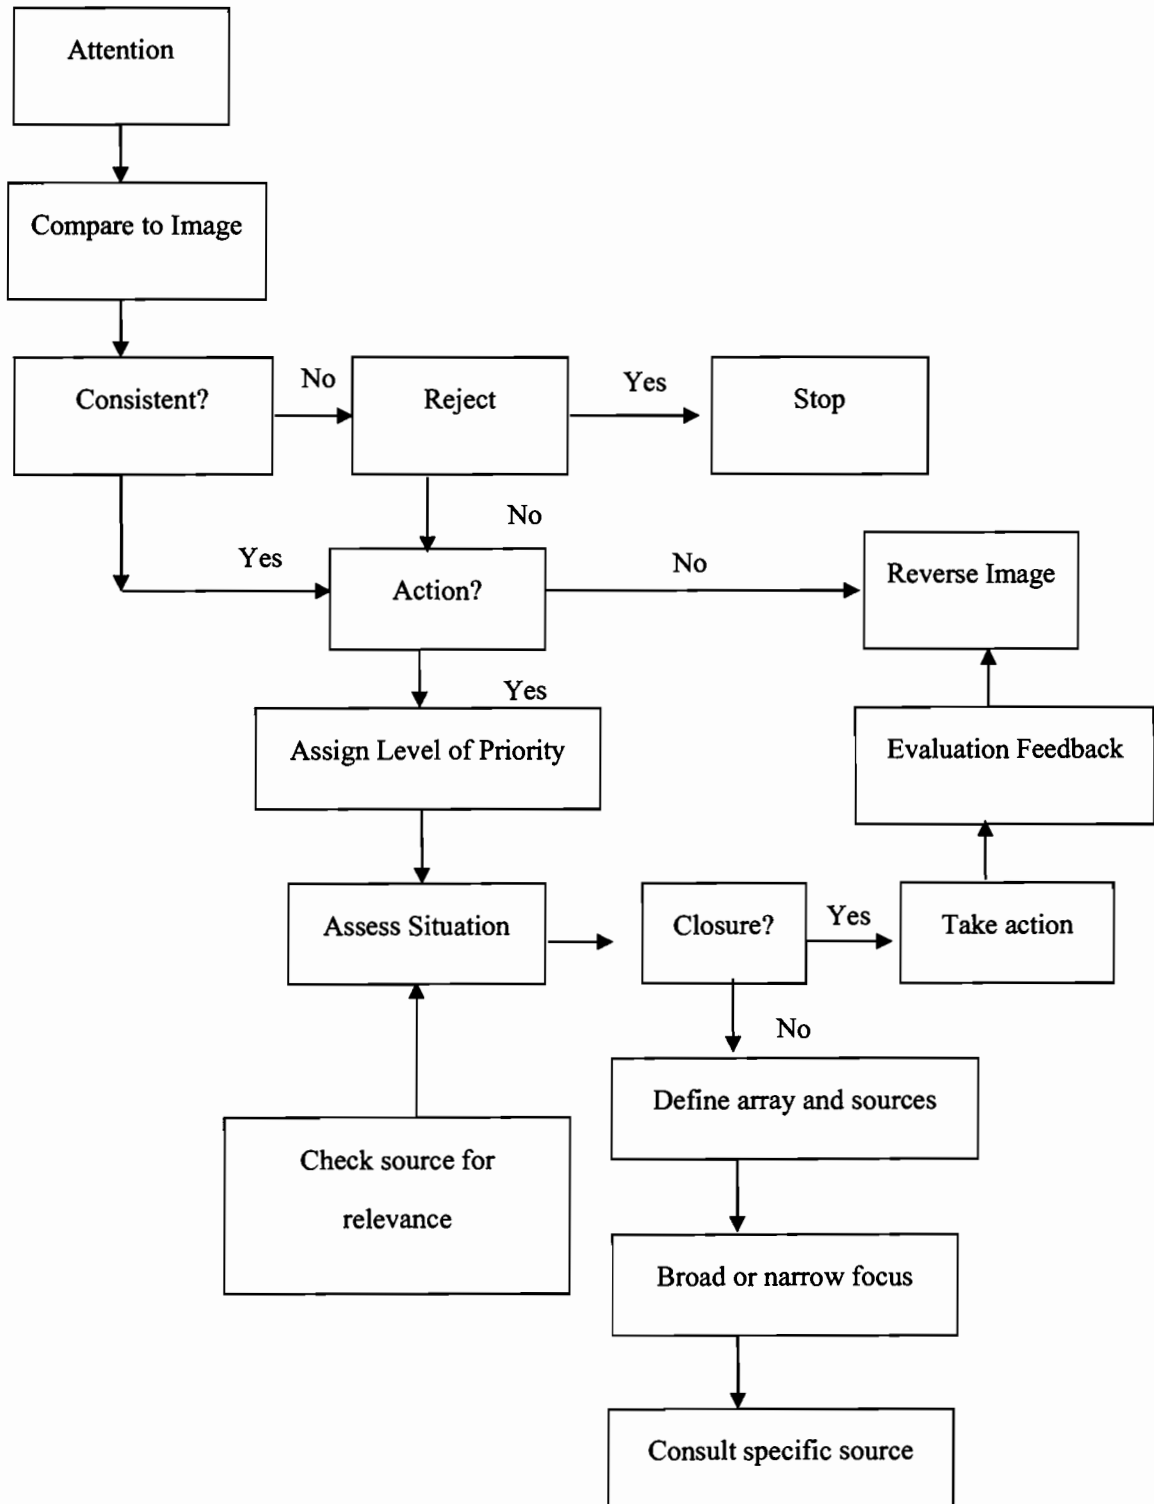 Attention
Compare to Image
Consistent?
No
Reject
Yes
Stop
No
Yes
Action?
No
Reverse Image
Yes
Assign Level of Priority
Evaluation Feedback
Assess Situation
Closure?
Yes
Take action
No
Define array and sources
Check source for
relevance
Broad or narrow focus
Consult specific source